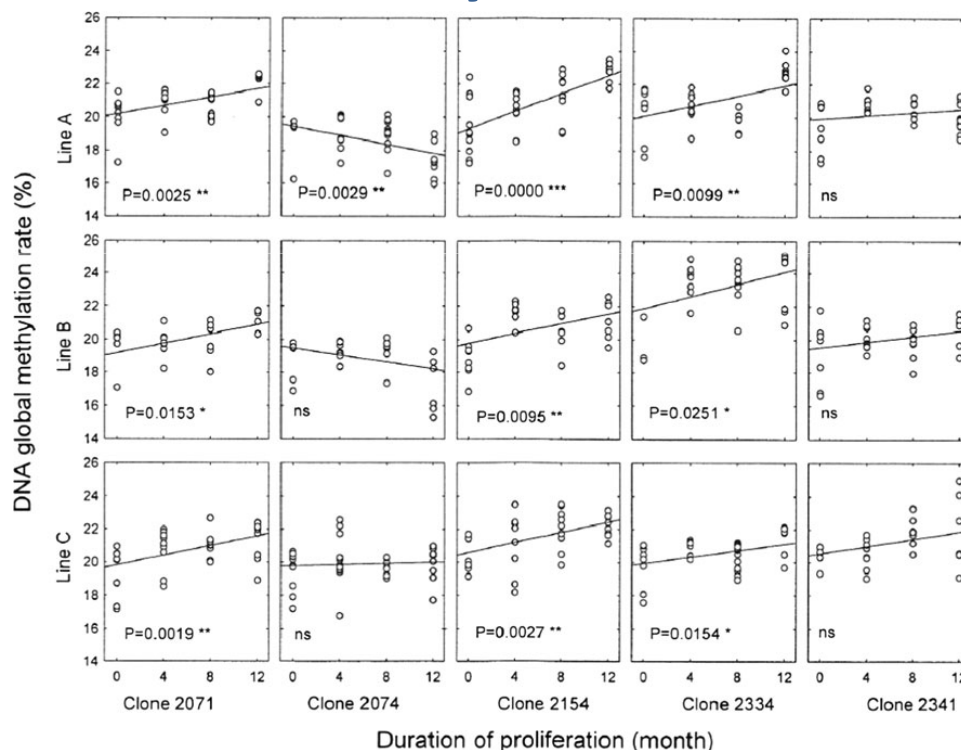 26
24
22
20
18
16
14
Line A
P=0.0025 **
P=0.0029 **
P=0.0000 ***
P=0.0099 **
ns
26
24
22
20
18
16
14
Line B
P=0.0153 *
ns
P=0.0095 **
P=0.0251 *
ns
26
24
22
20
18
16
14
Line C
P=0.0019 **
ns
P=0.0027 **
P=0.0154 *
ns
DNA global methylation rate (%)
0 4 8 12 0 4 8 12 0 4 8 12 0 4 8 12 0 4 8 12
Clone 2071 Clone 2074 Clone 2154 Clone 2334 Clone 2341
Duration of proliferation (month)